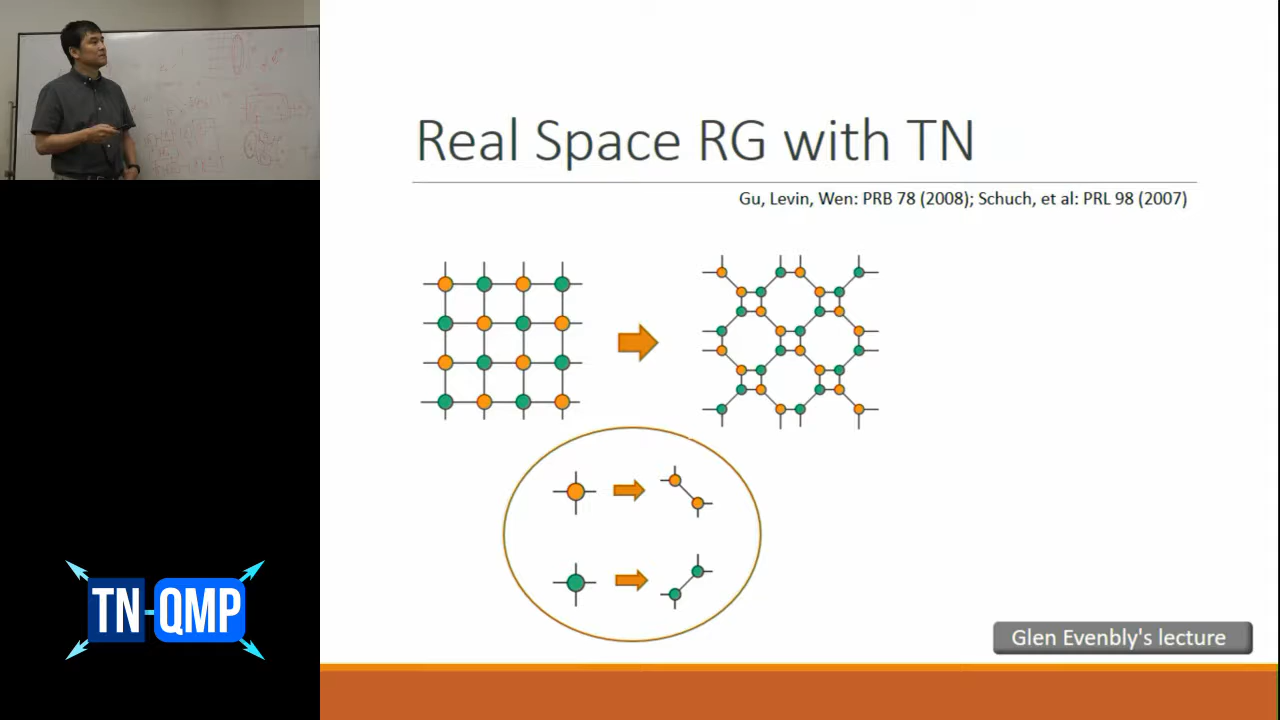 Real Space RG with TN
Gu, Levin, Wen: PRB 78 (2008); Schuch, et al: PRL 98 (2007)
TN-QMP
Glen Evenbly's lecture